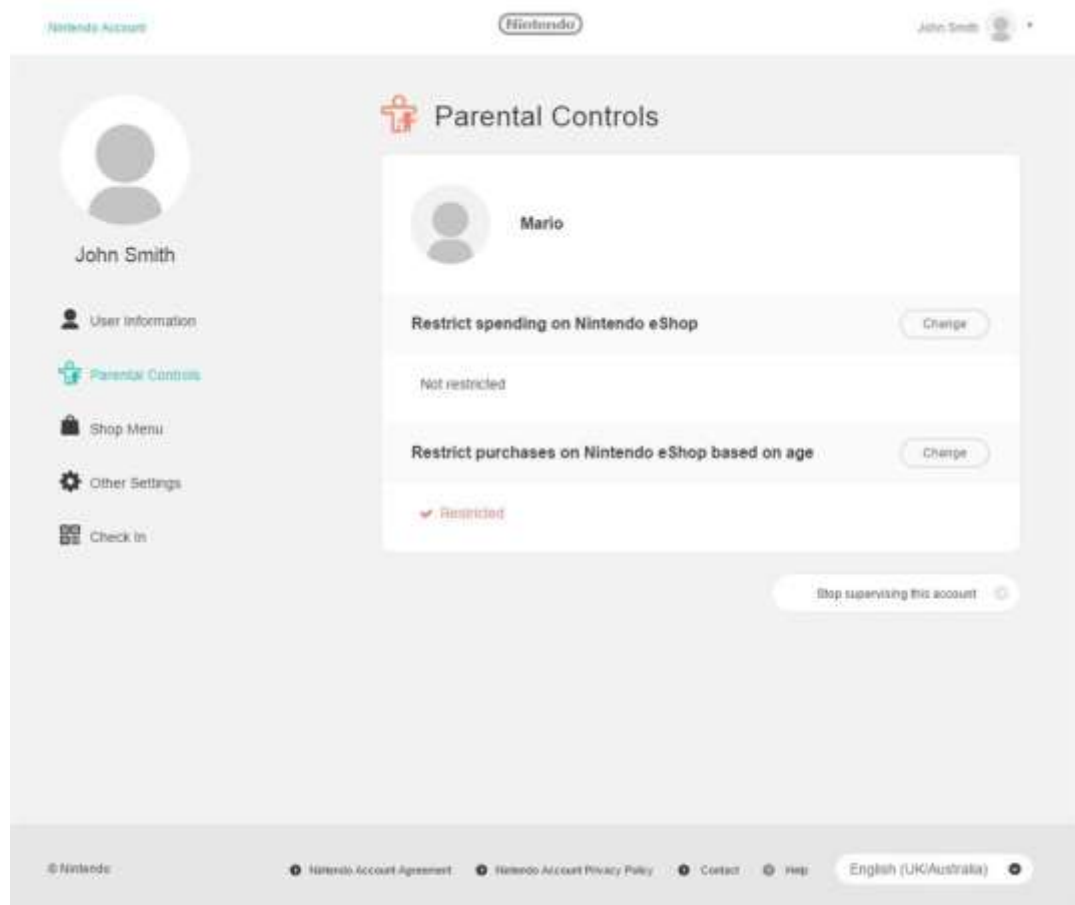 Nintendo Account
Nintendo
John Smith
Parental Controls
John Smith
User Information
Parental Controls
Shop Menu
Other Settings
Check In
Mario
Restrict spending on Nintendo eShop
Change
Not restricted
Restrict purchases on Nintendo eShop based on age
Change
Restricted
Stop supervising this account
© Nintendo
Nintendo Account Agreement
Nintendo Account Privacy Policy
Contact
Help
English (UK/Australia)